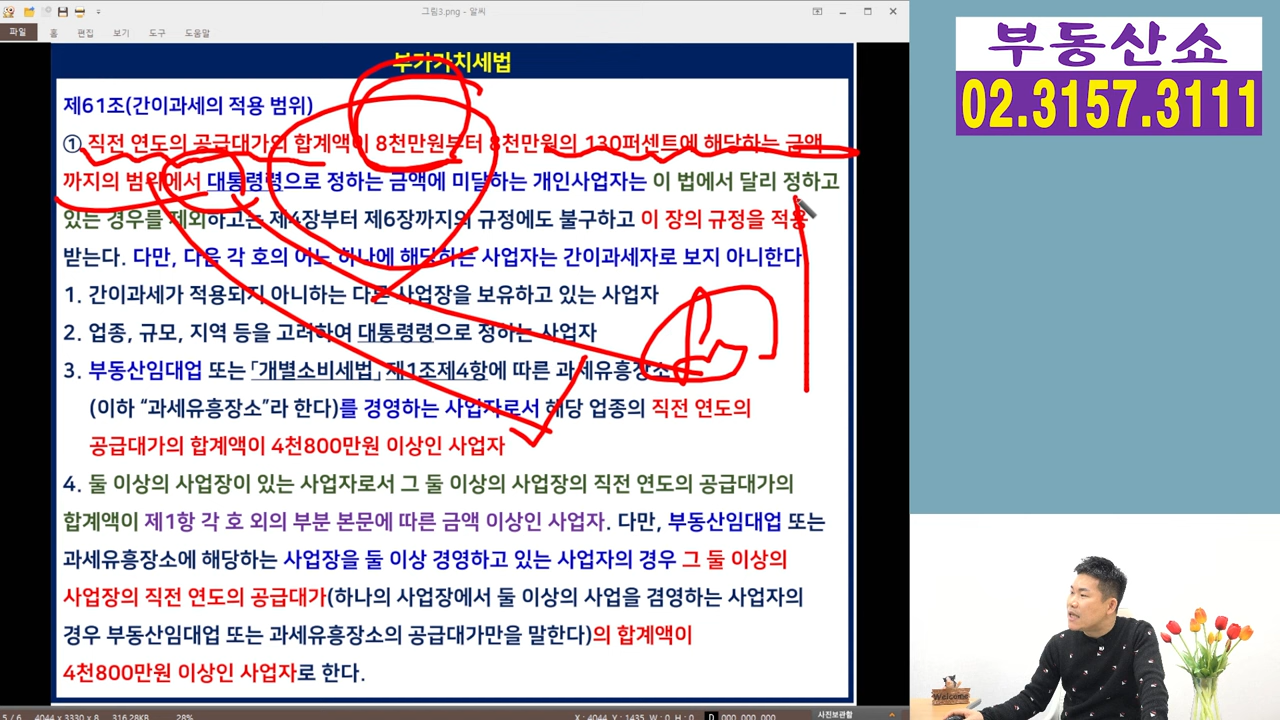 그림3.png - 알씨
파일 홈 편집 보기 도구 도움말
부가가치세법
제61조(간이과세의 적용 범위)
① 직전 연도의 공급대가의 합계액이 8천만원부터 8천만원의 130퍼센트에 해당하는 금액
까지의 범위에서 대통령령으로 정하는 금액에 미달하는 개인사업자는 이 법에서 달리 정하고
있는 경우를 제외하고는 제4장부터 제6장까지의 규정에도 불구하고 이 장의 규정을 적용
받는다. 다만, 다음 각 호의 어느 하나에 해당하는 사업자는 간이과세자로 보지 아니한다
1. 간이과세가 적용되지 아니하는 다른 사업장을 보유하고 있는 사업자
2. 업종, 규모, 지역 등을 고려하여 대통령령으로 정하는 사업자
3. 부동산임대업 또는 「개별소비세법」 제1조제4항에 따른 과세유흥장소
(이하 “과세유흥장소”라 한다)를 경영하는 사업자로서 해당 업종의 직전 연도의
공급대가의 합계액이 4천800만원 이상인 사업자
4. 둘 이상의 사업장이 있는 사업자로서 그 둘 이상의 사업장의 직전 연도의 공급대가의
합계액이 제1항 각 호 외의 부분 본문에 따른 금액 이상인 사업자. 다만, 부동산임대업 또는
과세유흥장소에 해당하는 사업장을 둘 이상 경영하고 있는 사업자의 경우 그 둘 이상의
사업장의 직전 연도의 공급대가(하나의 사업장에서 둘 이상의 사업을 겸영하는 사업자의
경우 부동산임대업 또는 과세유흥장소의 공급대가만을 말한다)의 합계액이
4천800만원 이상인 사업자로 한다.
5 / 6 4044 x 3330 x 8 316.28KB 28% X : 4044, Y : 1435, W : 0, H : 0 D 000, 000, 000 사진보관함
부동산쇼
02.3157.3111
Welcome